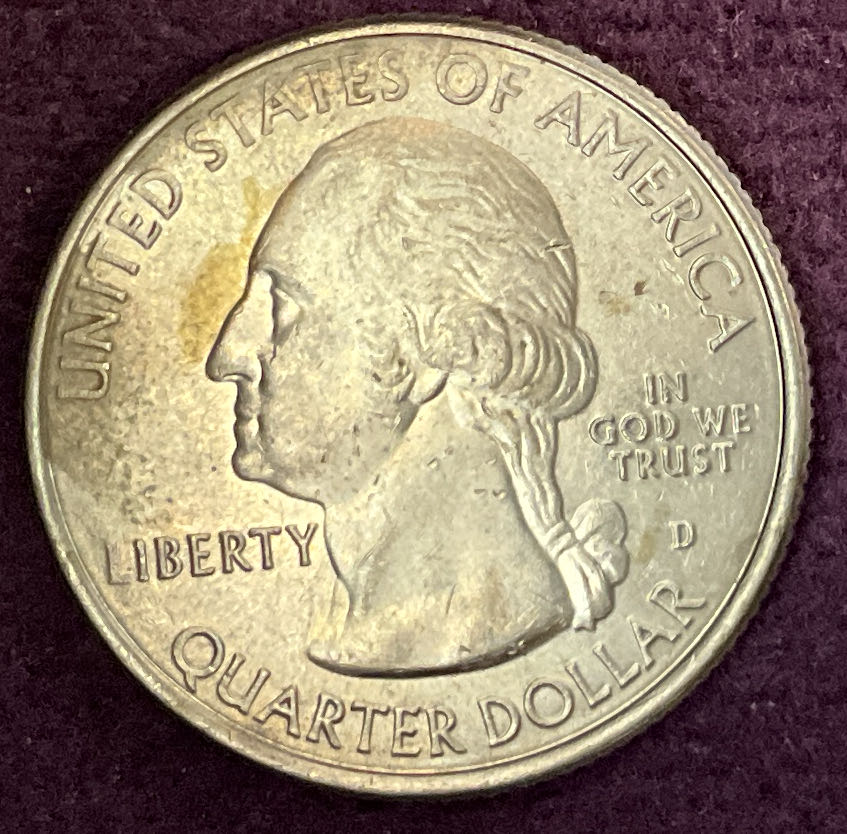 UNITED STATES OF AMERICA
LIBERTY
IN
GOD WE
TRUST
D
QUARTER DOLLAR